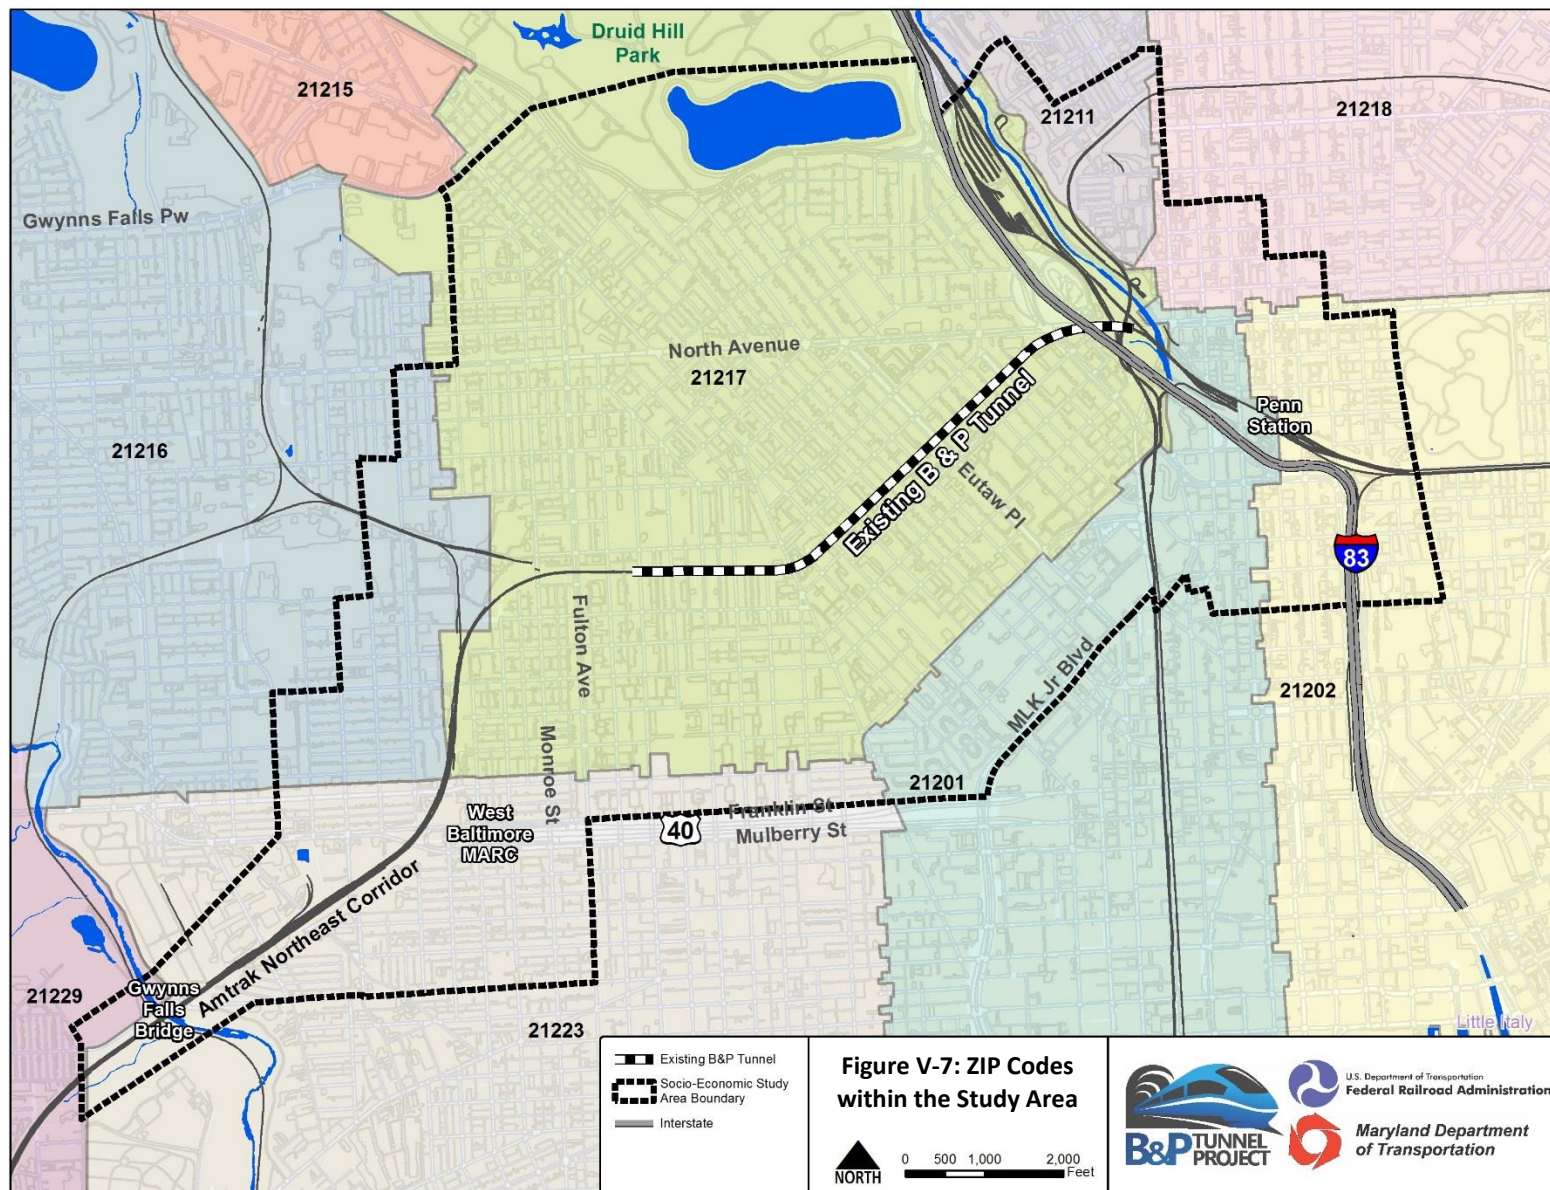 Druid Hill
Park
21215
21211
21218
Gwynns Falls Pw
North Avenue
21217
Existing B & P Tunnel
Penn
Station
21216
Eutaw Pl
83
Fulton Ave
MLK Jr Blvd
21202
Monroe St
21201
West
Baltimore
MARC
Franklin St
40
Mulberry St
Amtrak Northeast Corridor
21229
Gwynns
Falls
Bridge
21223
Little Italy
Existing B&P Tunnel
Socio-Economic Study
Area Boundary
Interstate
Figure V-7: ZIP Codes
within the Study Area
NORTH
0 500 1,000 2,000
Feet
B&P TUNNEL
PROJECT
U.S. Department of Transportation
Federal Railroad Administration
Maryland Department
of Transportation